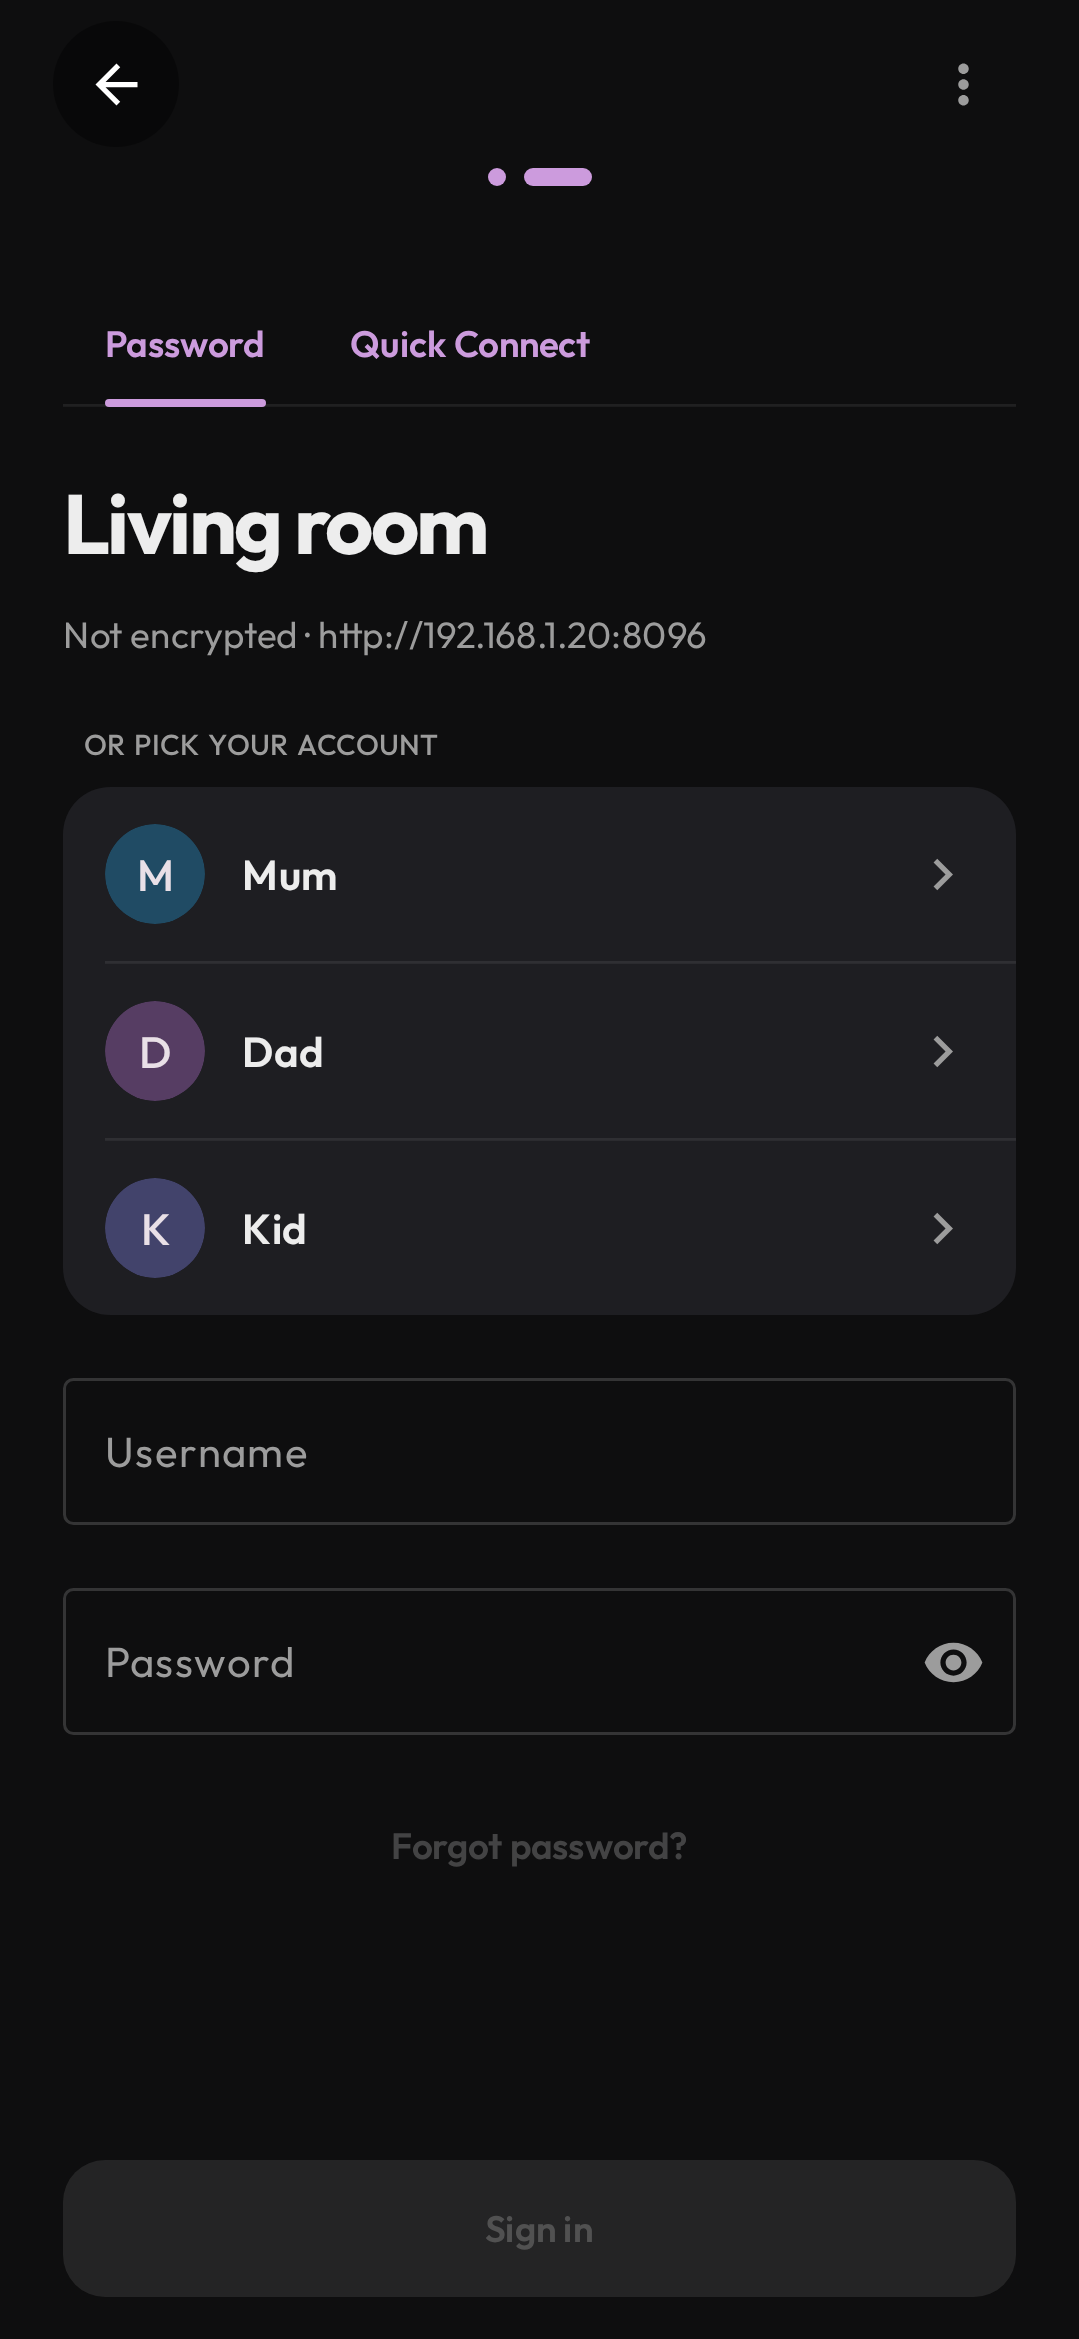 Password
Quick Connect
Living room
Not encrypted · http://192.168.1.20:8096
OR PICK YOUR ACCOUNT
M
Mum
D
Dad
K
Kid
Username
Password
Forgot password?
Sign in